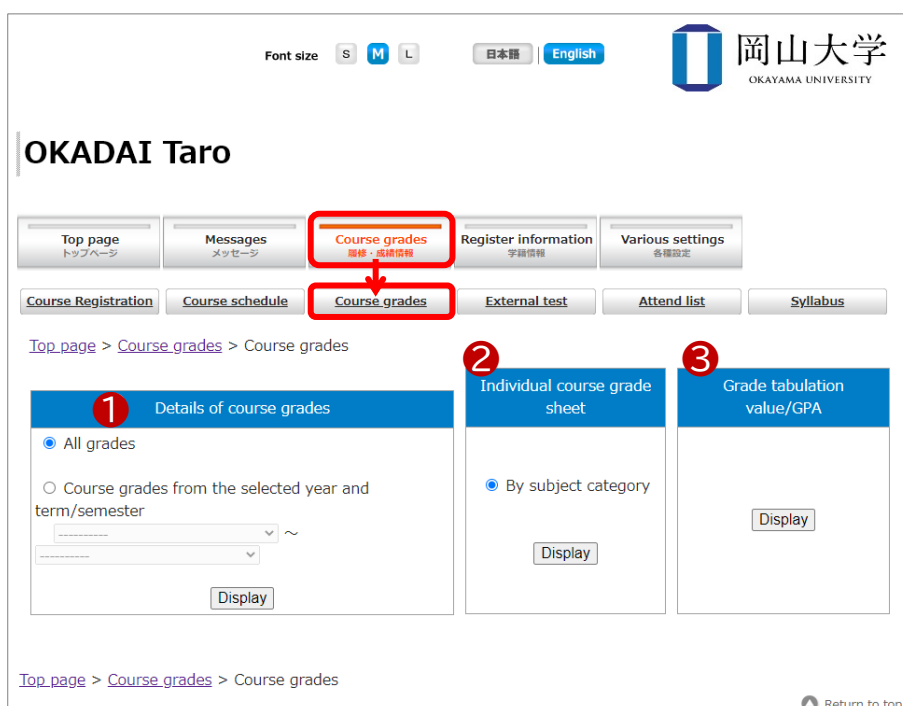 Font size S M L 日本語 English
岡山大学
OKAYAMA UNIVERSITY
OKADAI Taro
Top page Messages Course grades Register information Various settings
トップページ メッセージ 履修・成績情報 学籍情報 各種設定
Course Registration Course schedule Course grades External test Attend list Syllabus
Top page > Course grades > Course grades
1 Details of course grades
All grades
Course grades from the selected year and
term/semester
---------- ～
----------
Display
2
Individual course grade
sheet
By subject category
Display
3
Grade tabulation
value/GPA
Display
Top page > Course grades > Course grades
Return to top